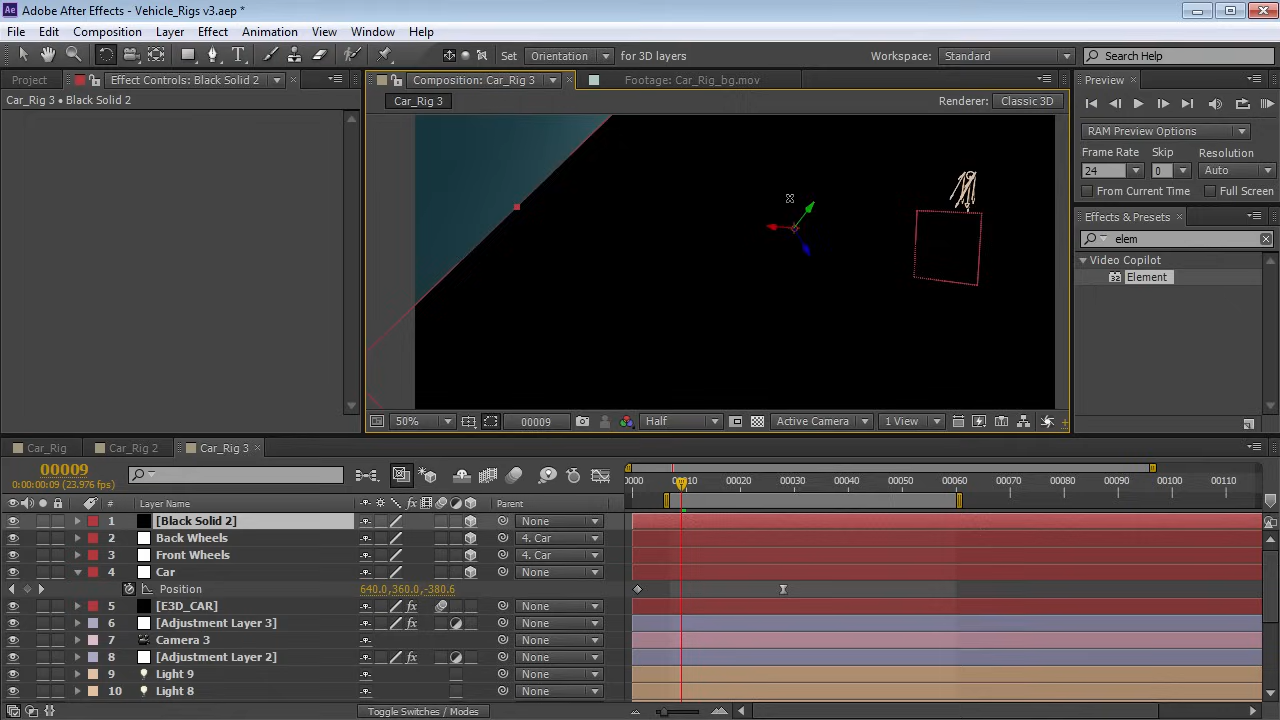 Adobe After Effects - Vehicle_Rigs v3.aep *
File Edit Composition Layer Effect Animation View Window Help
Set Orientation for 3D layers Workspace: Standard Search Help
Project Effect Controls: Black Solid 2 Composition: Car_Rig 3 Footage: Car_Rig_bg.mov Preview
Car_Rig 3 • Black Solid 2 Car_Rig 3 Renderer: Classic 3D
RAM Preview Options
Frame Rate Skip Resolution
24 0 Auto
From Current Time Full Screen
Effects & Presets
elem
Video Copilot
Element
50% 00009 Half Active Camera 1 View
Car_Rig Car_Rig 2 Car_Rig 3
00009
0:00:00:09 (23.976 fps)
0000 00010 00020 00030 00040 00050 00060 00070 00080 00090 00100 00110
# Layer Name Parent
1 [Black Solid 2] None
2 Back Wheels 4. Car
3 Front Wheels 4. Car
4 Car None
Position 640.0,360.0,-380.6
5 [E3D_CAR] fx None
6 [Adjustment Layer 3] fx None
7 Camera 3 None
8 [Adjustment Layer 2] fx None
9 Light 9 None
10 Light 8 None
Toggle Switches / Modes